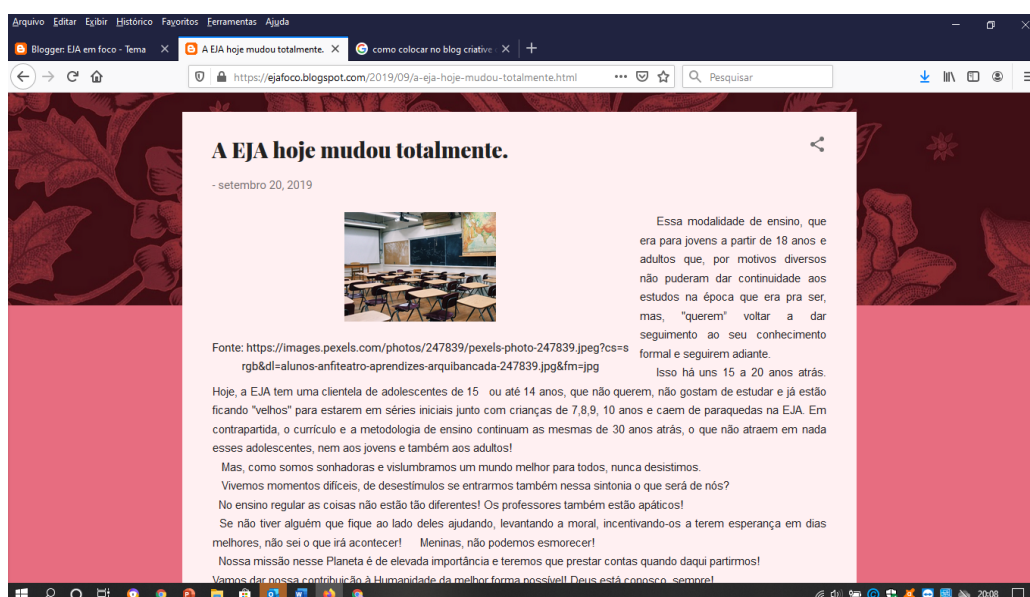 Arquivo Editar Exibir Histórico Favoritos Ferramentas Ajuda
Blogger: EJA em foco - Tema
A EJA hoje mudou totalmente.
como colocar no blog criative
https://ejafoco.blogspot.com/2019/09/a-eja-hoje-mudou-totalmente.html
Pesquisar
A EJA hoje mudou totalmente.
- setembro 20, 2019
Essa modalidade de ensino, que
era para jovens a partir de 18 anos e
adultos que, por motivos diversos
não puderam dar continuidade aos
estudos na época que era pra ser,
mas, "querem" voltar a dar
seguimento ao seu conhecimento
formal e seguirem adiante.
Fonte: https://images.pexels.com/photos/247839/pexels-photo-247839.jpeg?cs=s
rgb&dl=alunos-anfiteatro-aprendizes-arquibancada-247839.jpg&fm=jpg
Isso há uns 15 a 20 anos atrás.
Hoje, a EJA tem uma clientela de adolescentes de 15 ou até 14 anos, que não querem, não gostam de estudar e já estão
ficando "velhos" para estarem em séries iniciais junto com crianças de 7,8,9, 10 anos e caem de paraquedas na EJA. Em
contrapartida, o currículo e a metodologia de ensino continuam as mesmas de 30 anos atrás, o que não atraem em nada
esses adolescentes, nem aos jovens e também aos adultos!
Mas, como somos sonhadoras e vislumbramos um mundo melhor para todos, nunca desistimos.
Vivemos momentos difíceis, de desestímulos se entrarmos também nessa sintonia o que será de nós?
No ensino regular as coisas não estão tão diferentes! Os professores também estão apáticos!
Se não tiver alguém que fique ao lado deles ajudando, levantando a moral, incentivando-os a terem esperança em dias
melhores, não sei o que irá acontecer! Meninas, não podemos esmorecer!
Nossa missão nesse Planeta é de elevada importância e teremos que prestar contas quando daqui partirmos!
Vamos dar nossa contribuição à Humanidade da melhor forma possível! Deus está conosco, sempre!
20:08